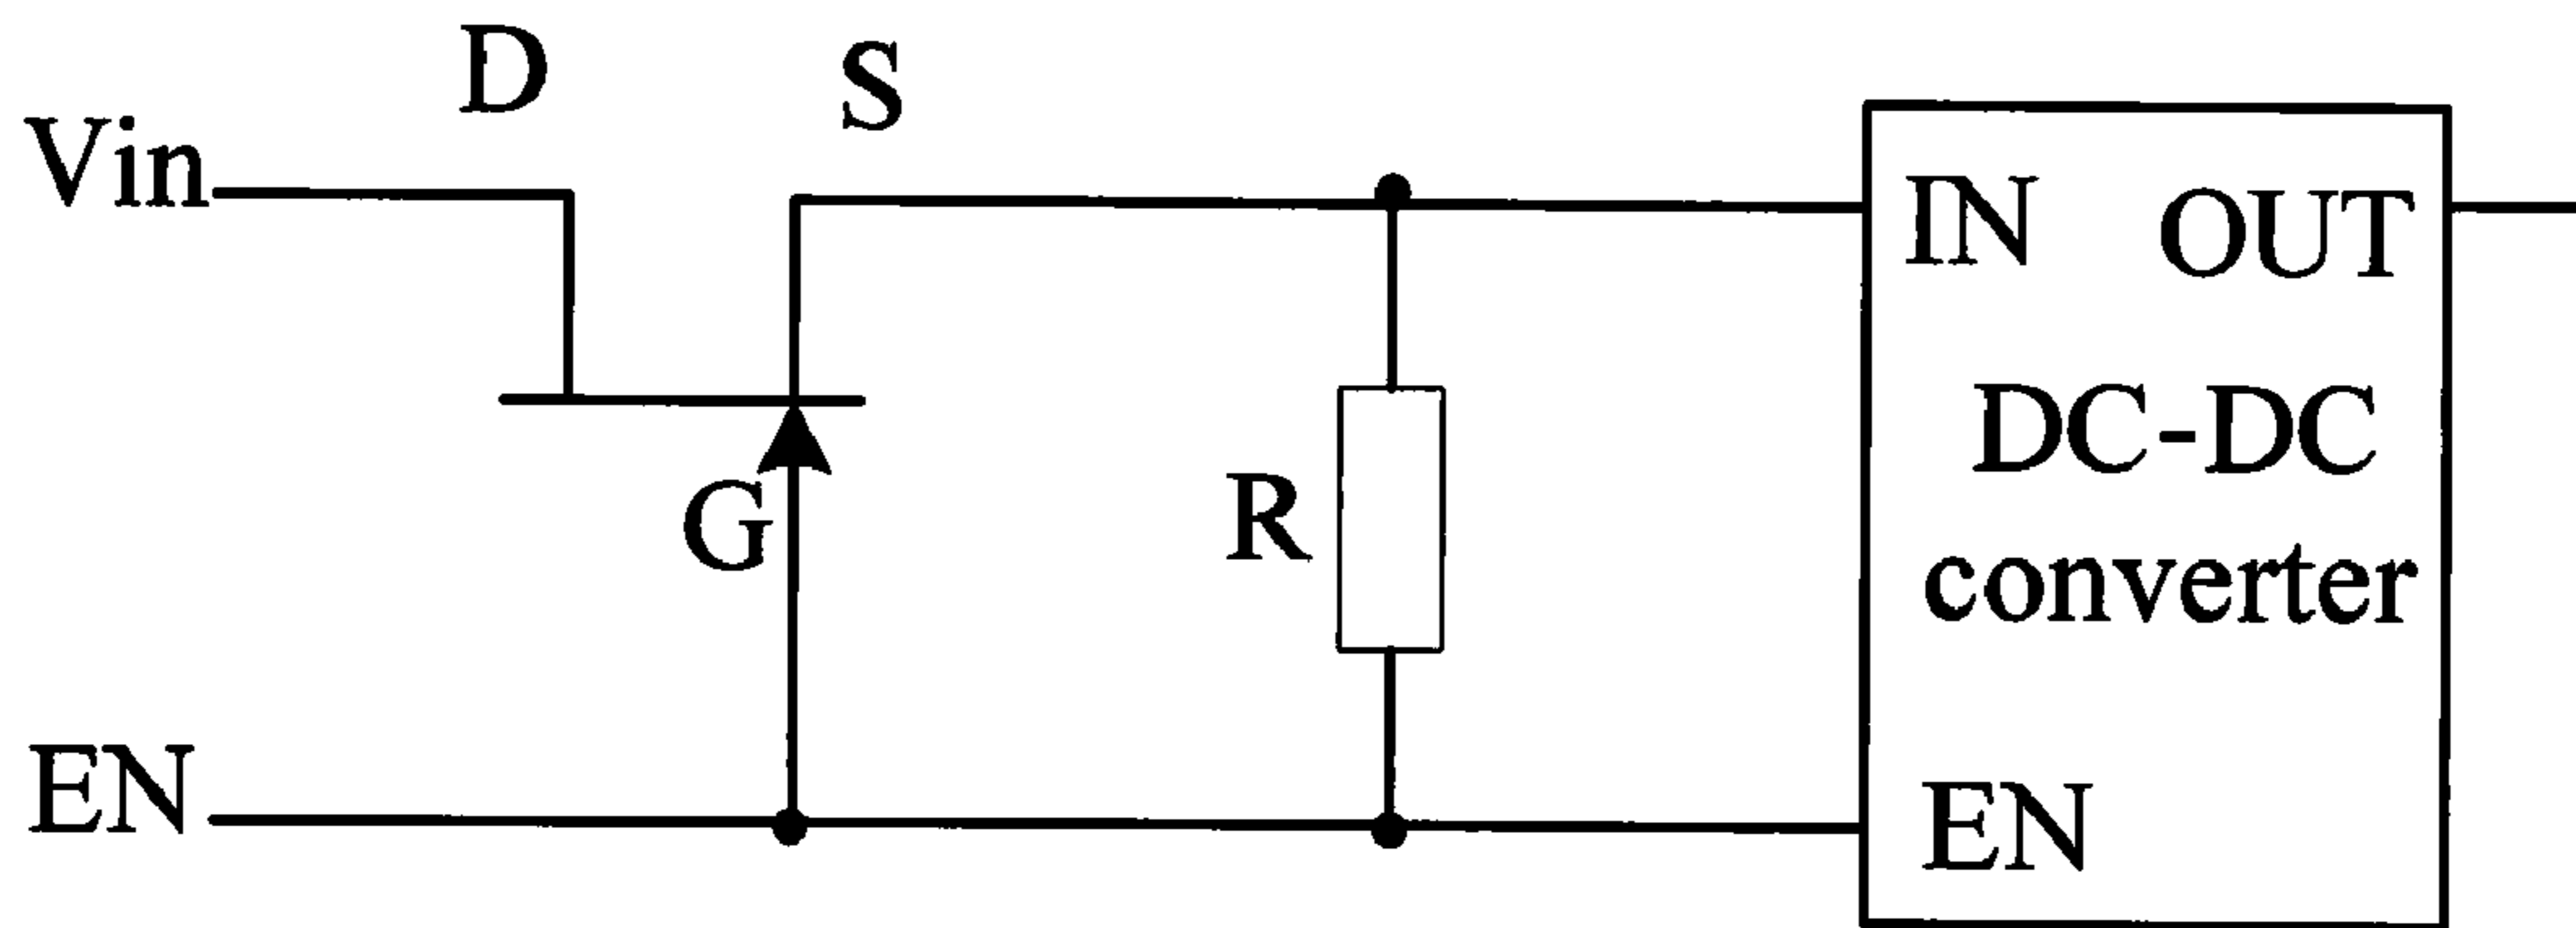 D
S
Vin
IN OUT
DC-DC
converter
G
R
EN
EN